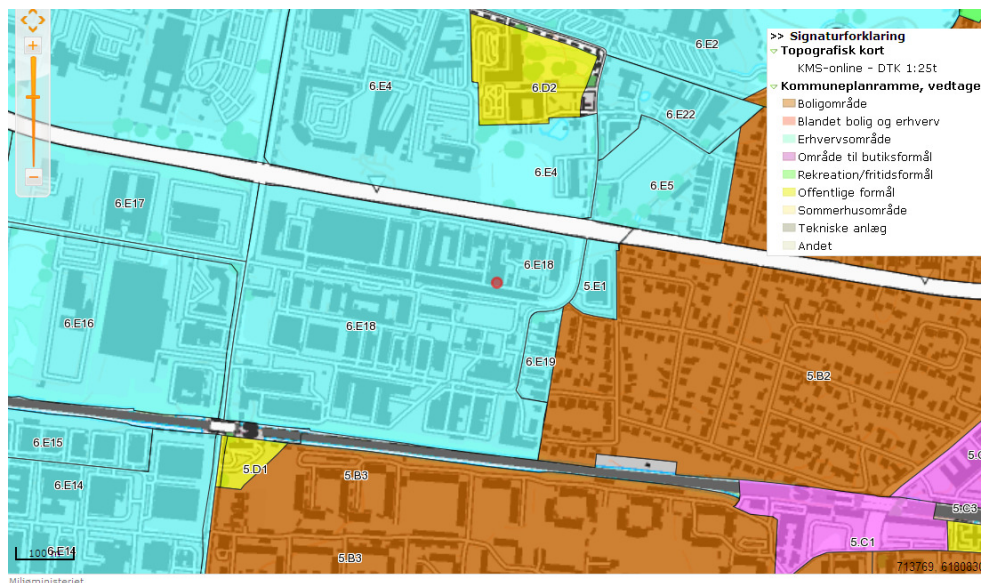 >> Signaturforklaring
Topografisk kort
KMS-online - DTK 1:25t
Kommuneplanramme, vedtage
Boligområde
Blandet bolig og erhverv
Erhvervsområde
Område til butiksformål
Rekreation/fritidsformål
Offentlige formål
Sommerhusområde
Tekniske anlæg
Andet
6.E2
6.E4
6.D2
6.E22
6.E4
6.E5
6.E17
6.E18
5.E1
6.E16
6.E18
6.E19
5.B2
6.E15
5.D1
5.B3
6.E14
5.C3
5.C1
100 m
6.E14
5.B3
713769, 6180830
Miljøministeriet